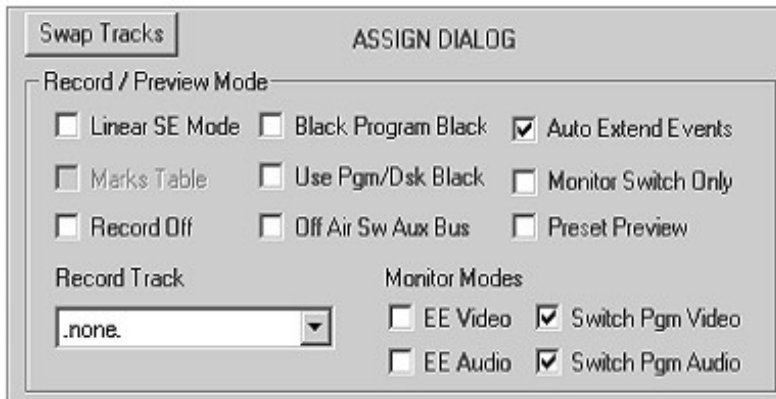 Swap Tracks ASSIGN DIALOG
Record / Preview Mode
Linear SE Mode Black Program Black Auto Extend Events
Marks Table Use Pgm/Dsk Black Monitor Switch Only
Record Off Off Air Sw Aux Bus Preset Preview
Record Track Monitor Modes
.none. EE Video Switch Pgm Video
EE Audio Switch Pgm Audio